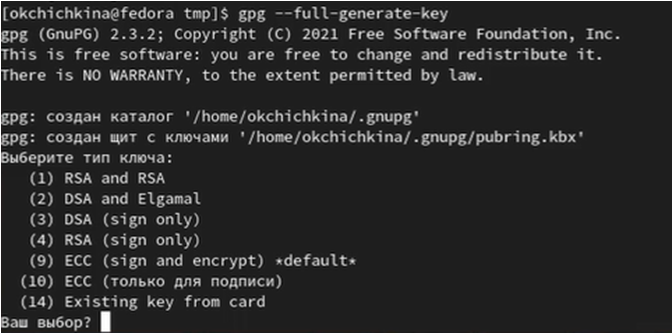 [okchichkina@fedora tmp]$ gpg --full-generate-key
gpg (GnuPG) 2.3.2; Copyright (C) 2021 Free Software Foundation, Inc.
This is free software: you are free to change and redistribute it.
There is NO WARRANTY, to the extent permitted by law.
gpg: создан каталог '/home/okchichkina/.gnupg'
gpg: создан щит с ключами '/home/okchichkina/.gnupg/pubring.kbx'
Выберите тип ключа:
(1) RSA and RSA
(2) DSA and Elgamal
(3) DSA (sign only)
(4) RSA (sign only)
(9) ECC (sign and encrypt) *default*
(10) ECC (только для подписи)
(14) Existing key from card
Ваш выбор?